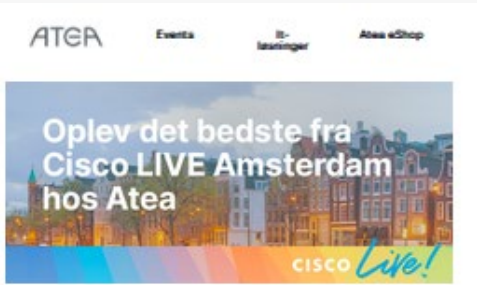 ATEA
Events
It-
løsninger
Atea eShop
Oplev det bedste fra
Cisco LIVE Amsterdam
hos Atea
CISCO Live!